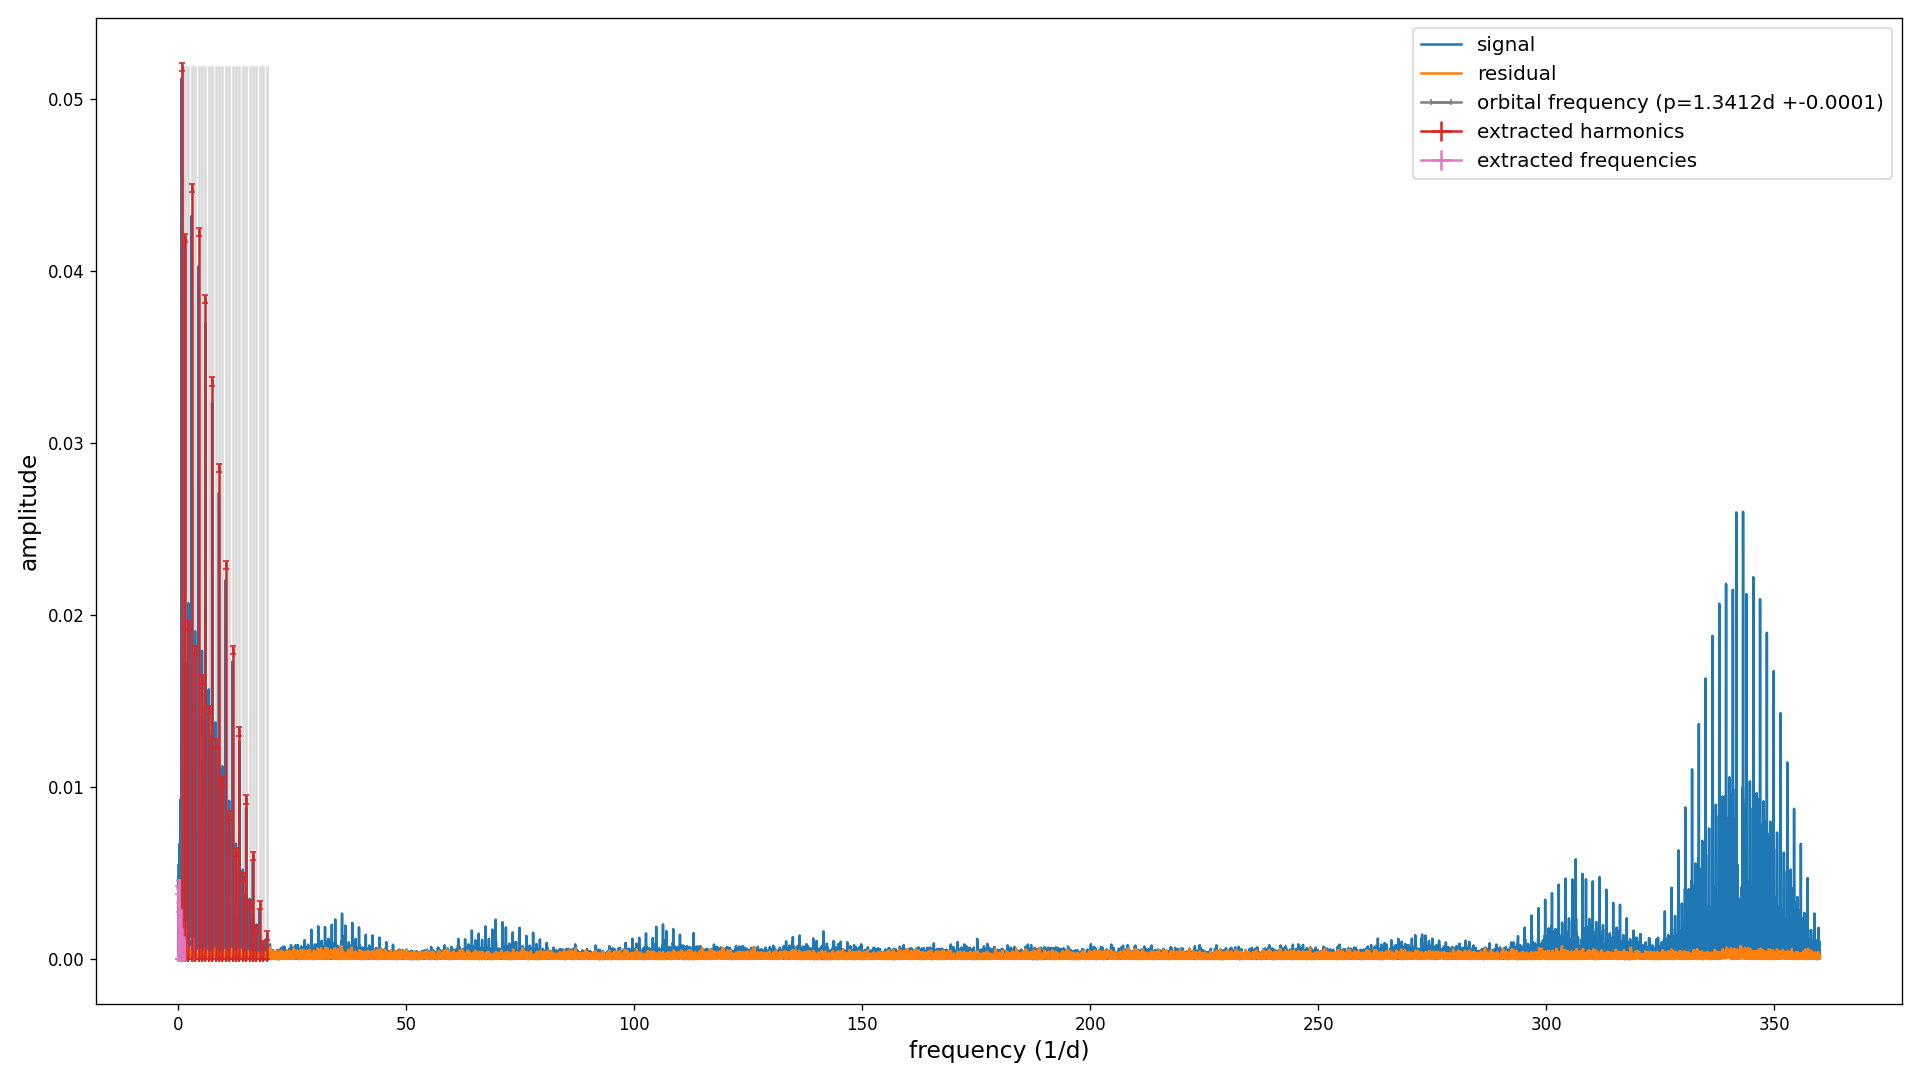 signal
residual
orbital frequency (p=1.3412d +-0.0001)
extracted harmonics
extracted frequencies
0.05
0.04
0.03
0.02
0.01
0.00
amplitude
0 50 100 150 200 250 300 350
frequency (1/d)